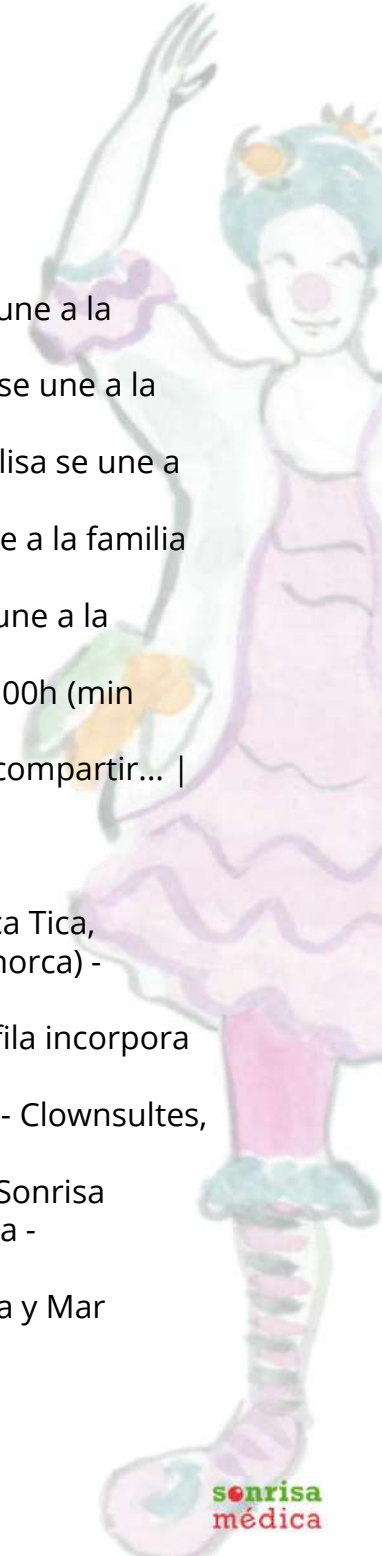 une a la
se une a la
lisa se une a
e a la familia
une a la
00h (min
compartir... |
ca Tica,
norca) -
fila incorpora
- Clownsultes,
Sonrisa
a -
a y Mar
sonrisa
médica